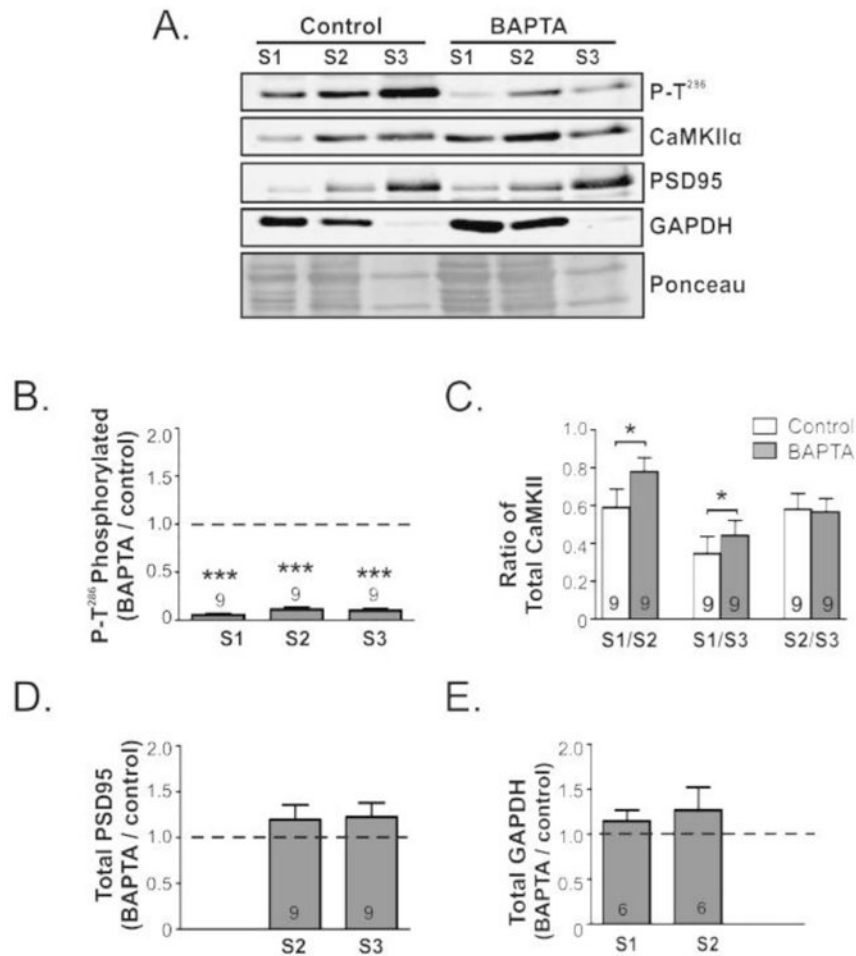 A.
Control BAPTA
S1 S2 S3 S1 S2 S3
P-T²⁸⁶
CaMKIIα
PSD95
GAPDH
Ponceau
B.
P-T²⁸⁶ Phosphorylated
(BAPTA / control)
2.0
1.5
1.0
0.5
0
*** *** ***
9 9 9
S1 S2 S3
C.
Control
BAPTA
Ratio of
Total CaMKII
1.0
0.8
0.6
0.4
0.2
0
* *
9 9 9 9 9 9
S1/S2 S1/S3 S2/S3
D.
Total PSD95
(BAPTA / control)
2.0
1.5
1.0
0.5
0
9 9
S2 S3
E.
Total GAPDH
(BAPTA / control)
2.0
1.5
1.0
0.5
0
6 6
S1 S2